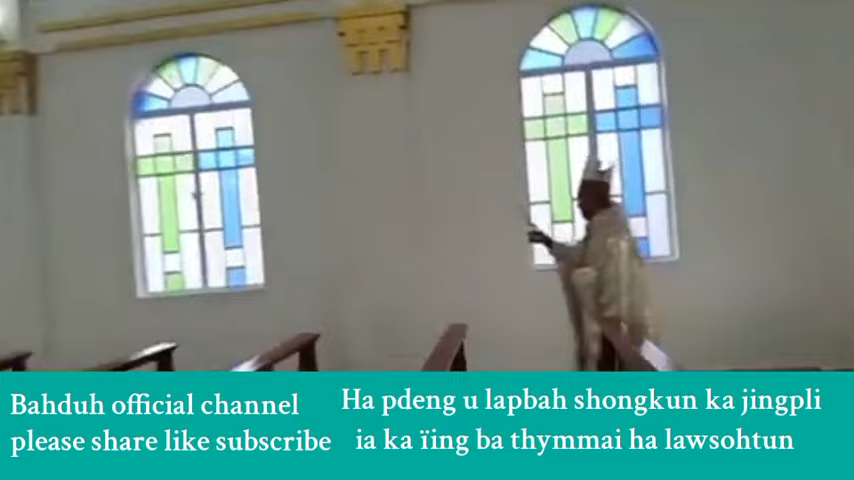 Bahduh official channel
please share like subscribe
Ha pdeng u lapbah shongkun ka jingpli
ia ka ïing ba thymmai ha lawsohtun